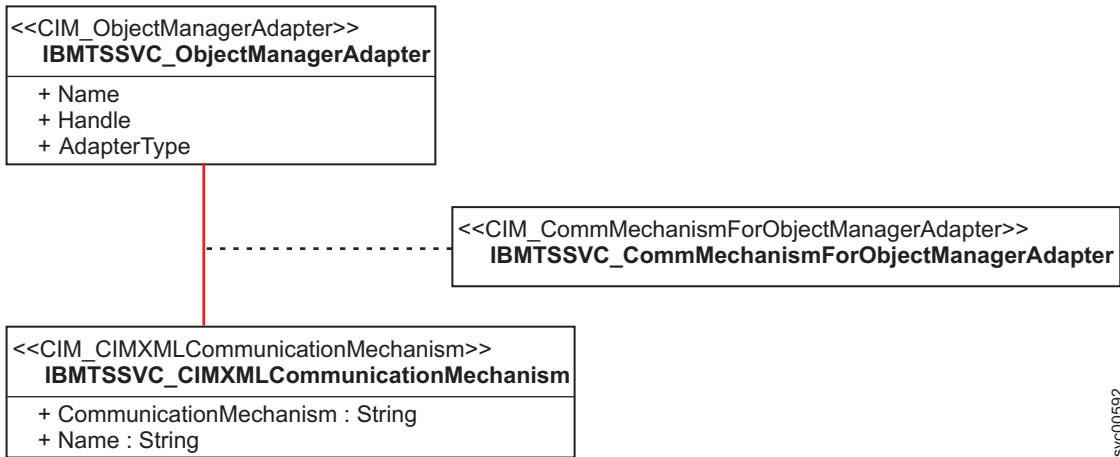 <<CIM_ObjectManagerAdapter>>
IBMTSSVC_ObjectManagerAdapter
+ Name
+ Handle
+ AdapterType
<<CIM_CommMechanismForObjectManagerAdapter>>
IBMTSSVC_CommMechanismForObjectManagerAdapter
<<CIM_CIMXMLCommunicationMechanism>>
IBMTSSVC_CIMXMLCommunicationMechanism
+ CommunicationMechanism : String
+ Name : String
svc00592